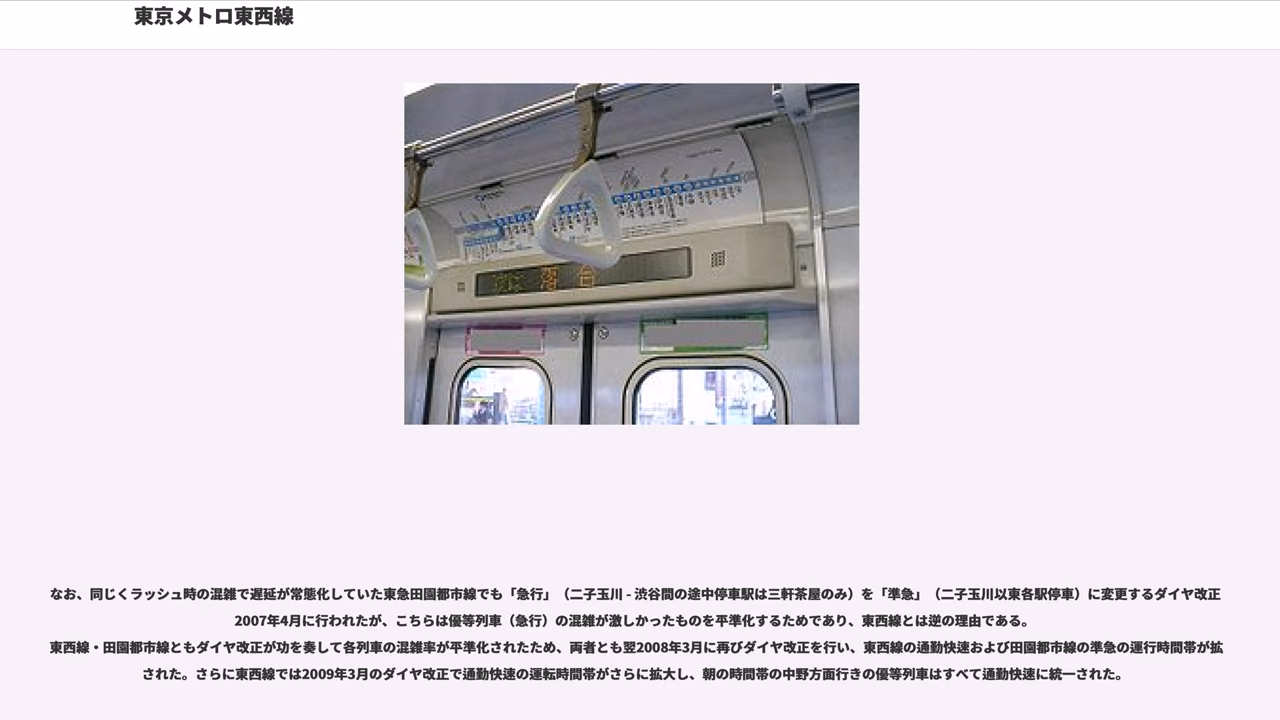 東京メトロ東西線
落 合
なお、同じくラッシュ時の混雑で遅延が常態化していた東急田園都市線でも「急行」（二子玉川 - 渋谷間の途中停車駅は三軒茶屋のみ）を「準急」（二子玉川以東各駅停車）に変更するダイヤ改正
2007年4月に行われたが、こちらは優等列車（急行）の混雑が激しかったものを平準化するためであり、東西線とは逆の理由である。
東西線・田園都市線ともダイヤ改正が功を奏して各列車の混雑率が平準化されたため、両者とも翌2008年3月に再びダイヤ改正を行い、東西線の通勤快速および田園都市線の準急の運行時間帯が拡
された。さらに東西線では2009年3月のダイヤ改正で通勤快速の運転時間帯がさらに拡大し、朝の時間帯の中野方面行きの優等列車はすべて通勤快速に統一された。